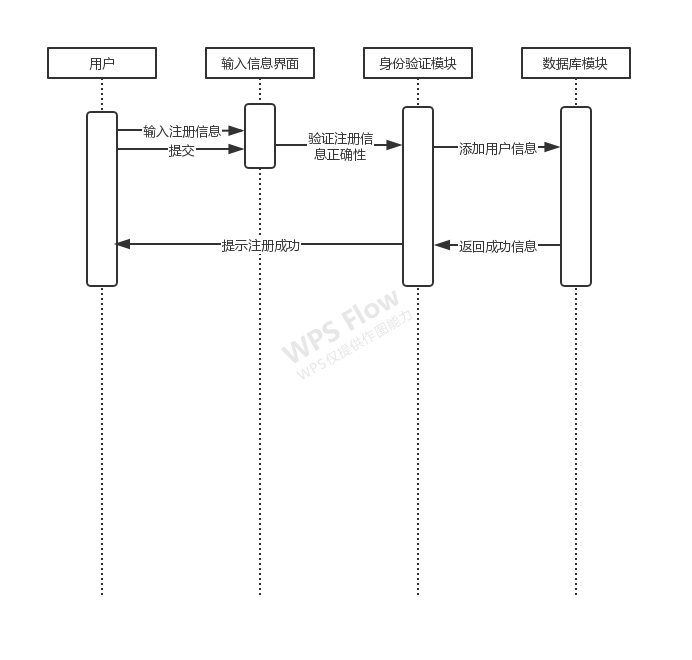 用户
输入信息界面
身份验证模块
数据库模块
输入注册信息
提交
验证注册信
息正确性
添加用户信息
提示注册成功
返回成功信息
WPS Flow
WPS仅提供作图能力